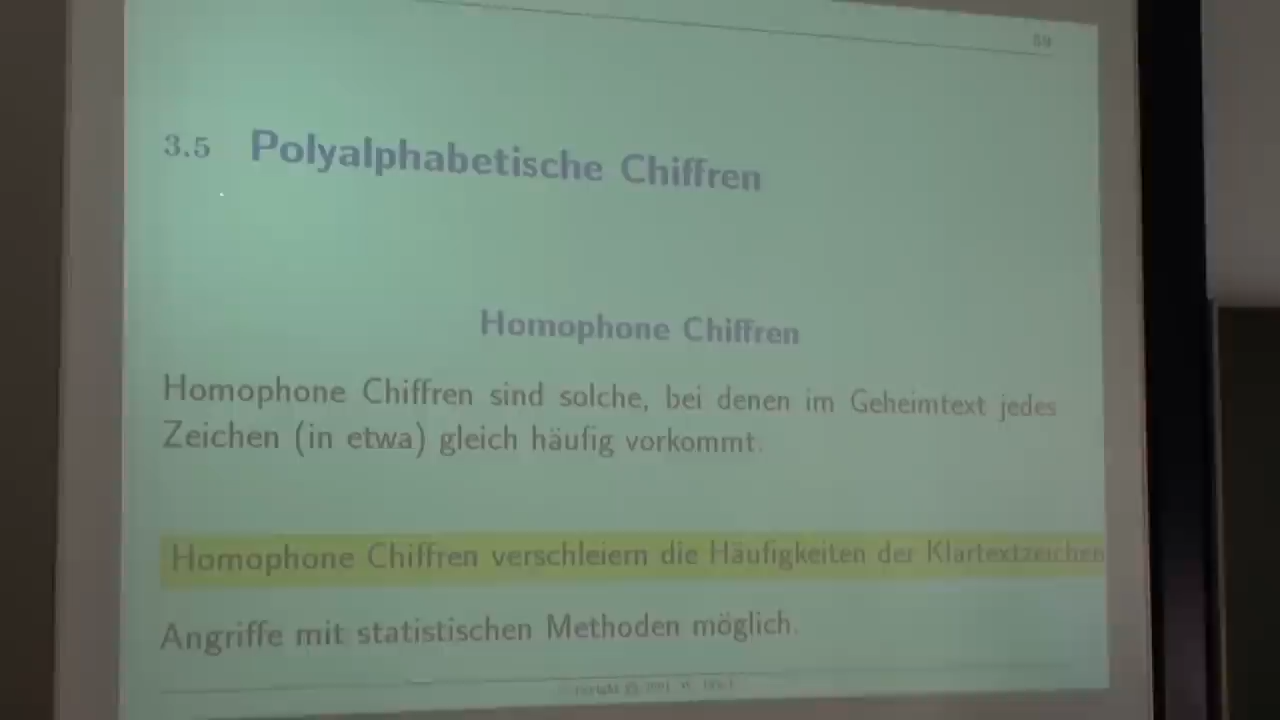 3.5 Polyalphabetische Chiffren
Homophone Chiffren
Homophone Chiffren sind solche, bei denen im Geheimtext jedes
Zeichen (in etwa) gleich häufig vorkommt.
Homophone Chiffren verschleiern die Häufigkeiten der Klartextzeichen
Angriffe mit statistischen Methoden möglich.